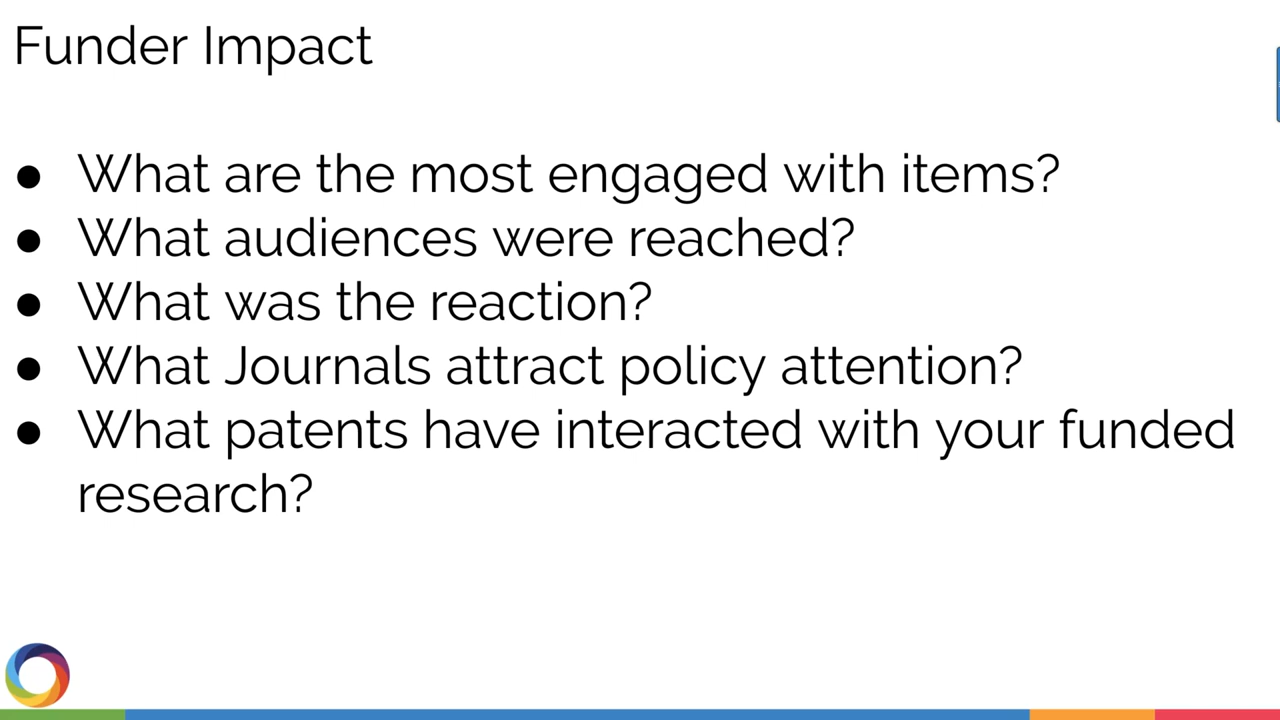 Funder Impact
● What are the most engaged with items?
● What audiences were reached?
● What was the reaction?
● What Journals attract policy attention?
● What patents have interacted with your funded
research?